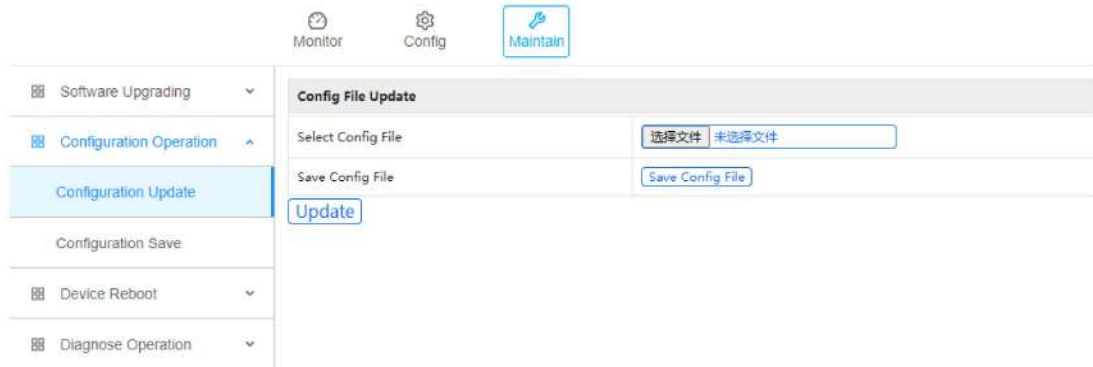 Monitor
Config
Maintain
Software Upgrading
Configuration Operation
Configuration Update
Configuration Save
Device Reboot
Diagnose Operation
Config File Update
Select Config File
选择文件 未选择文件
Save Config File
Save Config File
Update